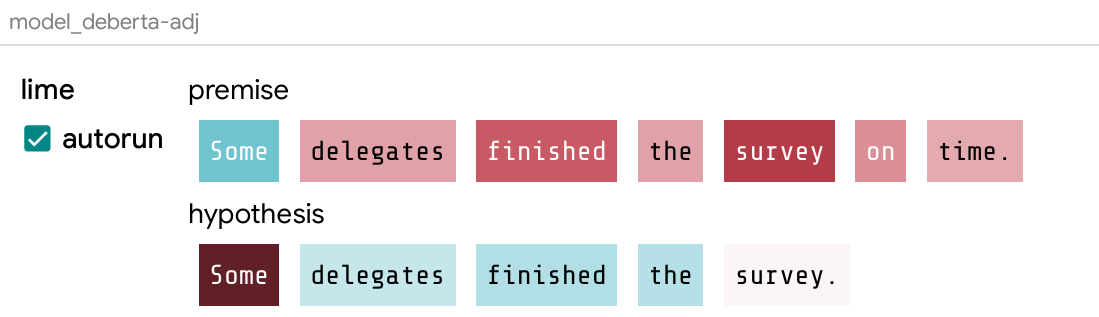 model_deberta-adj
lime
premise
autorun
Some delegates finished the survey on time.
hypothesis
Some delegates finished the survey.